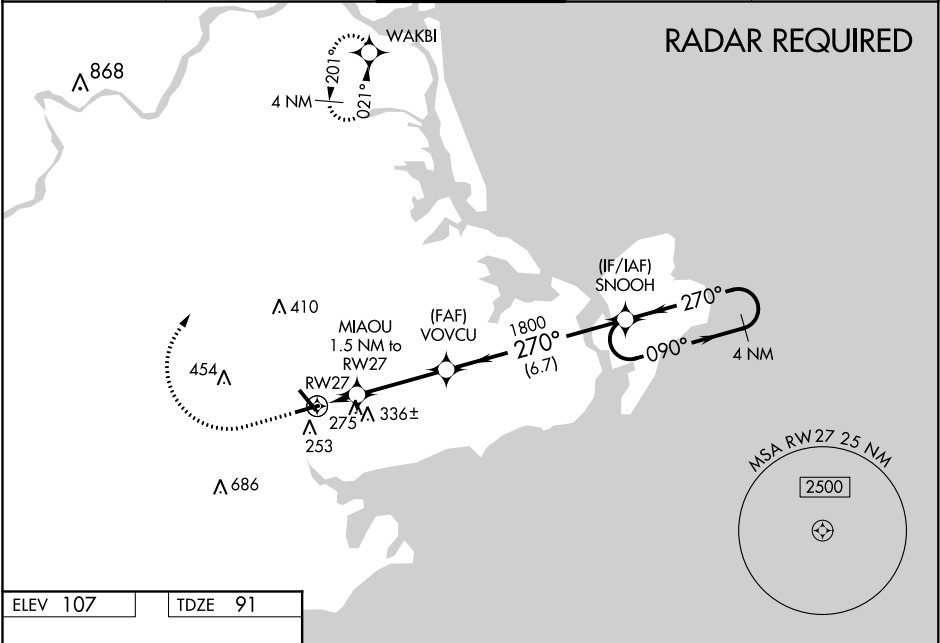 WAKBI
RADAR REQUIRED
868
201°
021°
4 NM
(IF/IAF)
SNOOH
270°
090°
4 NM
410
(FAF)
VOVCU
1800
270°
(6.7)
MIAOU
1.5 NM to
RW27
454
RW27
275
336±
253
686
MSA RW27 25 NM
2500
ELEV 107
TDZE 91